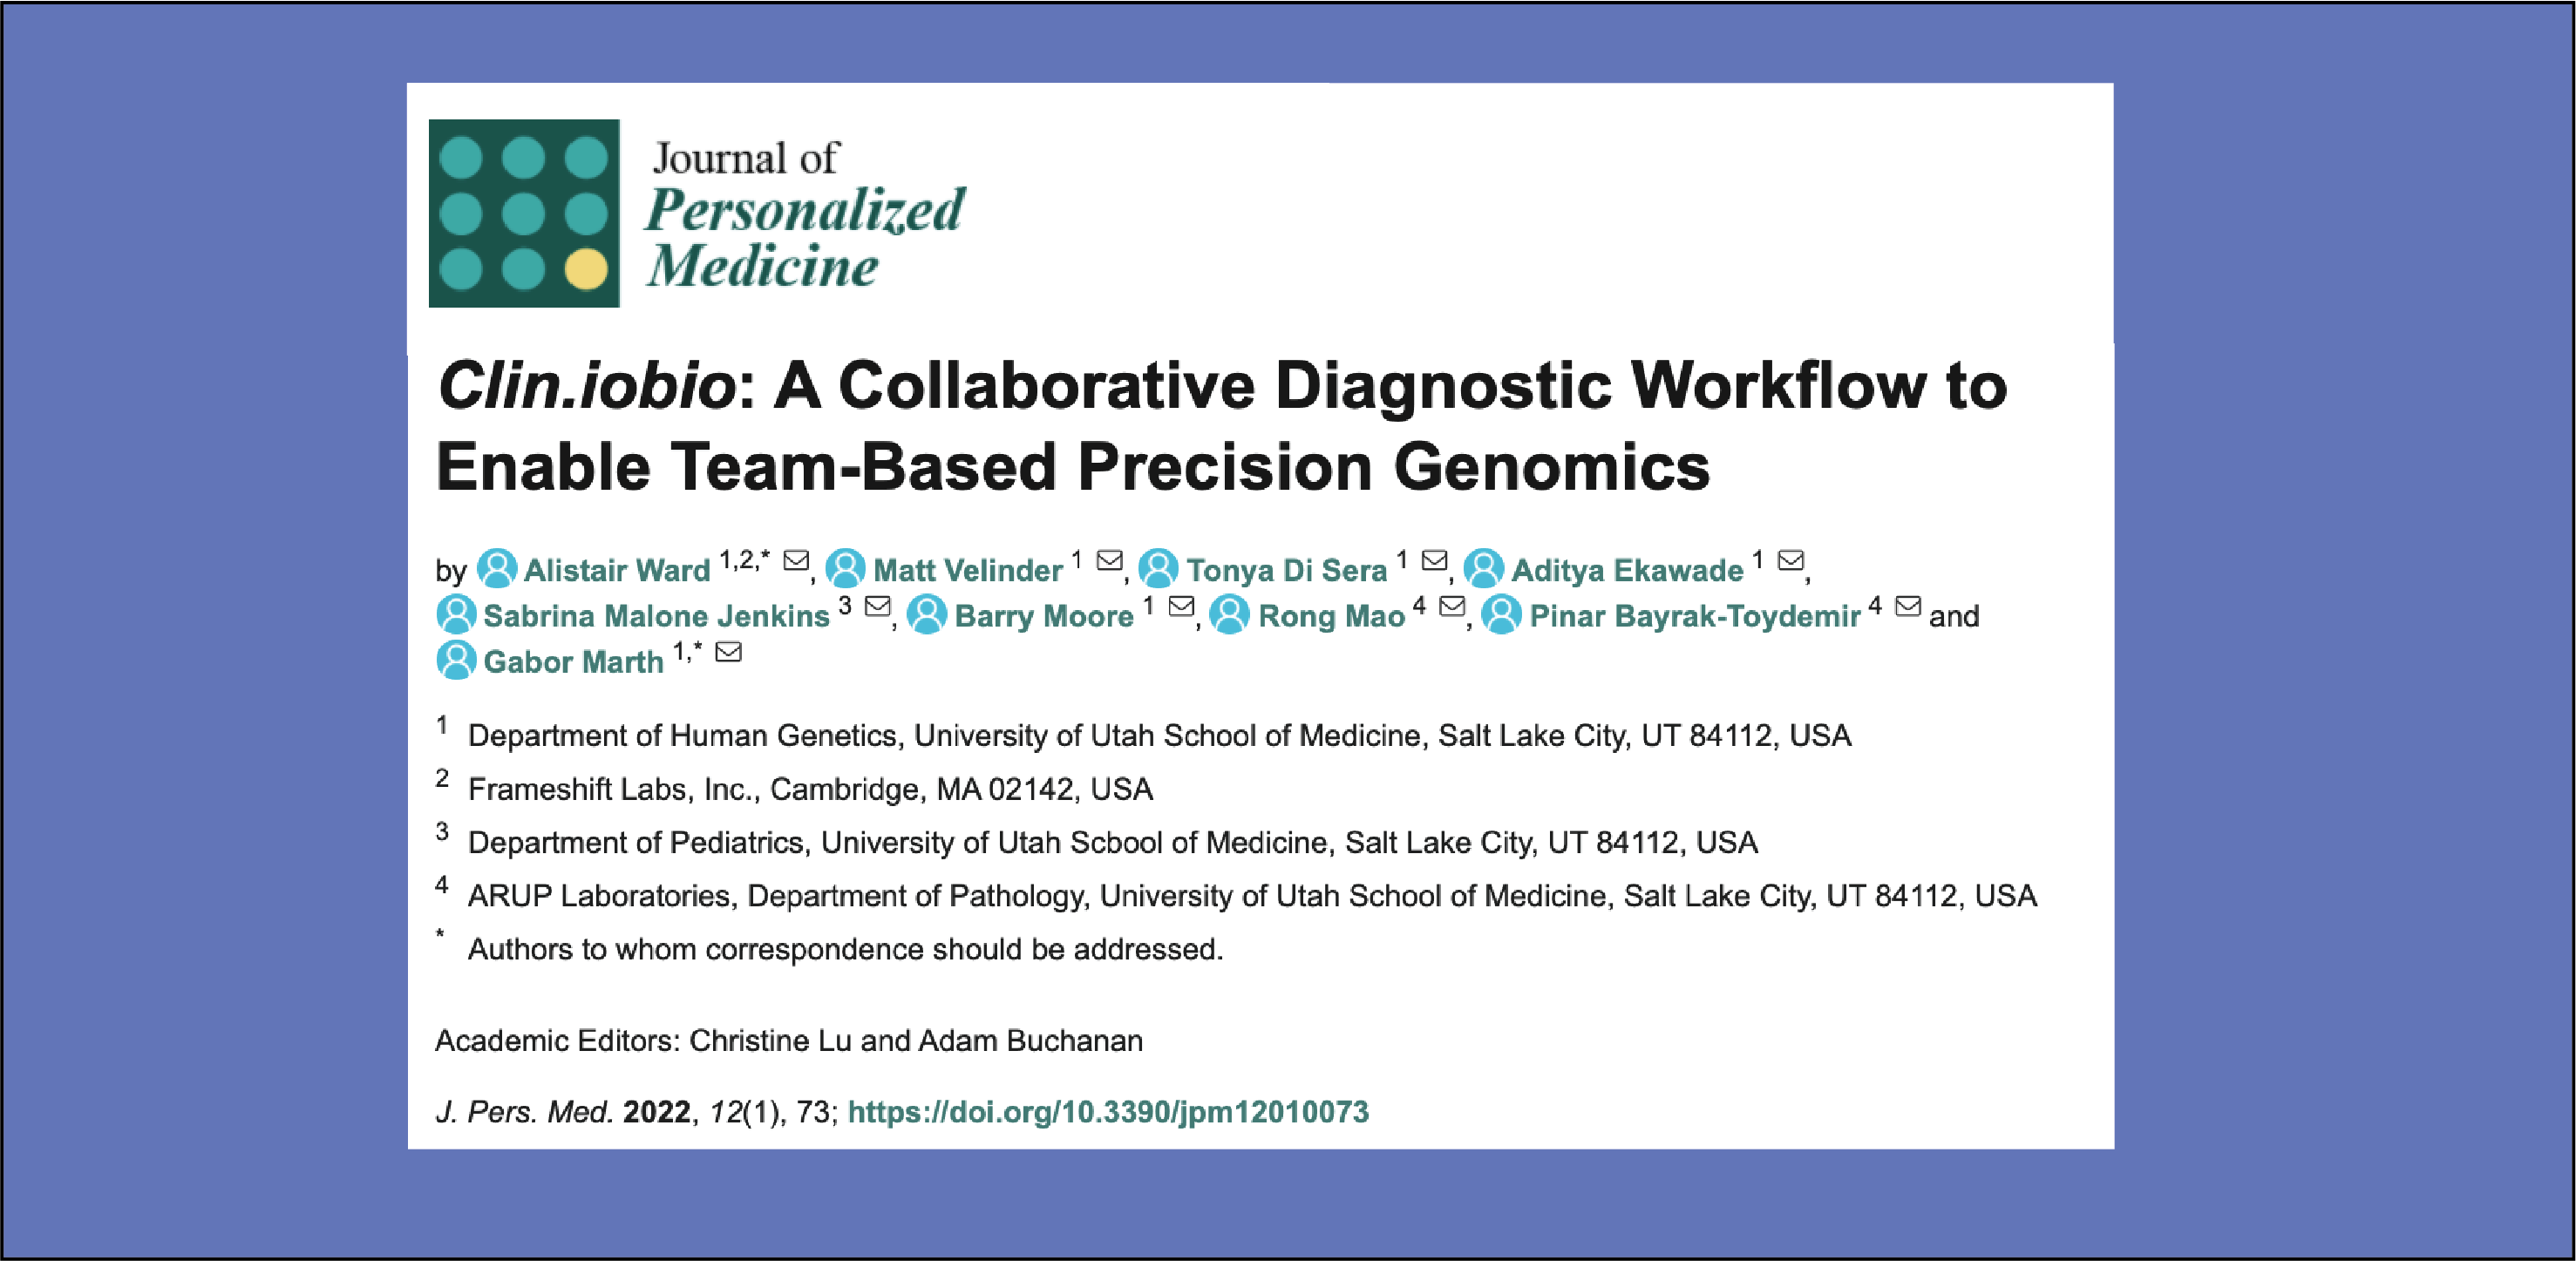 Journal of
Personalized
Medicine
Clin.iobio: A Collaborative Diagnostic Workflow to
Enable Team-Based Precision Genomics
by Alistair Ward 1,2,* , Matt Velinder 1 , Tonya Di Sera 1 , Aditya Ekawade 1 ,
Sabrina Malone Jenkins 3 , Barry Moore 1 , Rong Mao 4 , Pinar Bayrak-Toydemir 4 and
Gabor Marth 1,*
1 Department of Human Genetics, University of Utah School of Medicine, Salt Lake City, UT 84112, USA
2 Frameshift Labs, Inc., Cambridge, MA 02142, USA
3 Department of Pediatrics, University of Utah Scbool of Medicine, Salt Lake City, UT 84112, USA
4 ARUP Laboratories, Department of Pathology, University of Utah School of Medicine, Salt Lake City, UT 84112, USA
* Authors to whom correspondence should be addressed.
Academic Editors: Christine Lu and Adam Buchanan
J. Pers. Med. 2022, 12(1), 73; https://doi.org/10.3390/jpm12010073